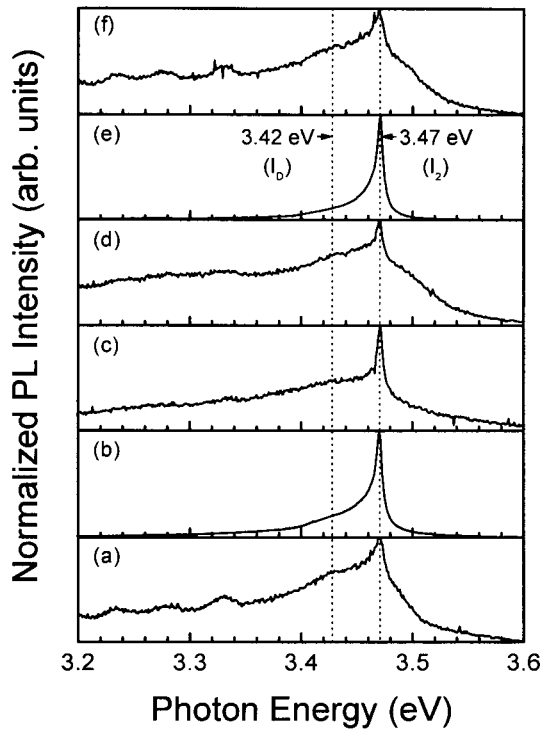 Normalized PL Intensity (arb. units)
(f)
(e)
3.42 eV
3.47 eV
(I_D)
(I_2)
(d)
(c)
(b)
(a)
3.2 3.3 3.4 3.5 3.6
Photon Energy (eV)